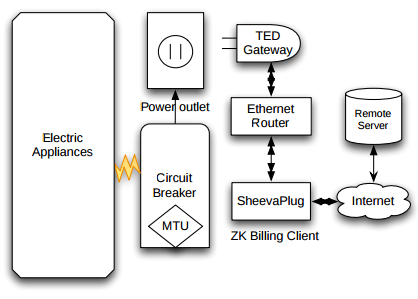 TED
Gateway
Power outlet
Ethernet
Router
Remote
Server
Electric
Appliances
Circuit
Breaker
MTU
SheevaPlug
Internet
ZK Billing Client